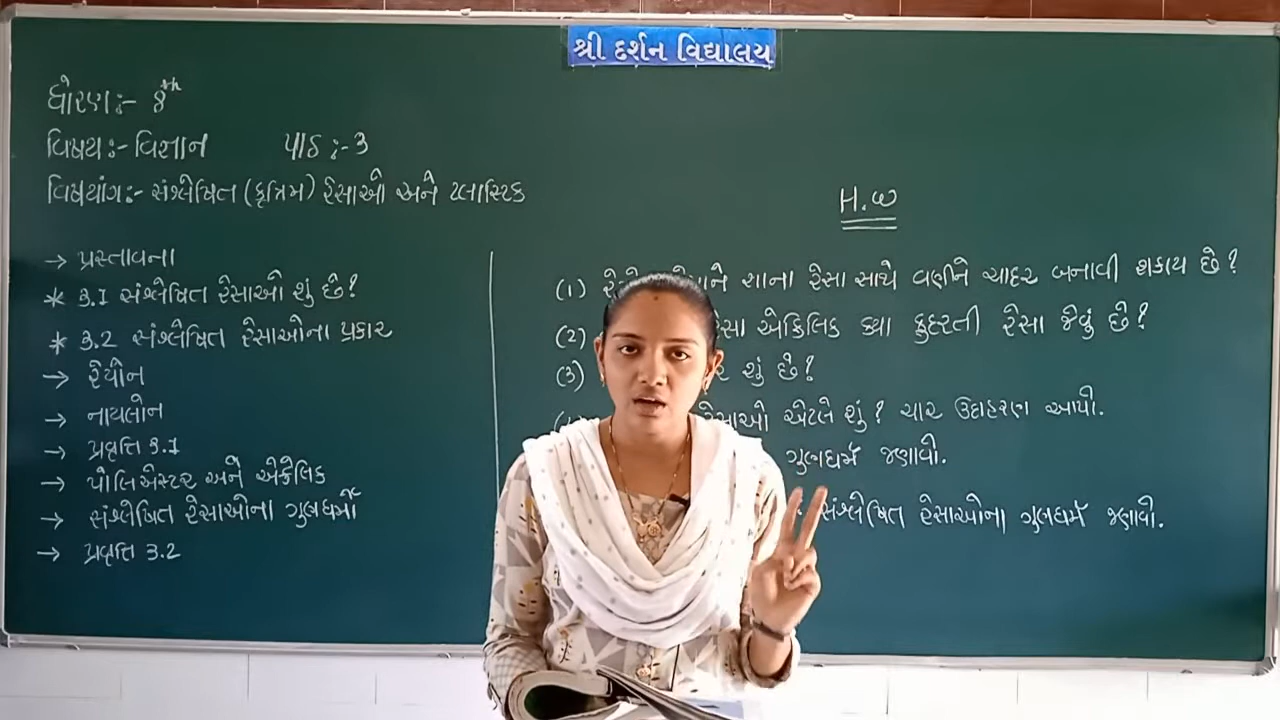 શ્રી દર્શન વિદ્યાલય
ધોરણ:- 8th
વિષય:- વિજ્ઞાન પાઠ :- 3
વિષયાંગ:- સંશ્લેષિત (કૃત્રિમ) રેસાઓ અને પ્લાસ્ટિક
→ પ્રસ્તાવના
* 3.1 સંશ્લેષિત રેસાઓ શું છે?
* 3.2 સંશ્લેષિત રેસાઓના પ્રકાર
→ રેયોન
→ નાયલોન
→ પ્રવૃત્તિ 3.1
→ પોલિએસ્ટર અને એક્રેલિક
→ સંશ્લેષિત રેસાઓના ગુણધર્મો
→ પ્રવૃત્તિ 3.2
H.W
(1) શાના રેસા સાથે વણીને ચાદર બનાવી શકાય છે?
(2) એક્રિલિક ક્યા કુદરતી રેસા જેવું છે?
(3) શું છે?
એટલે શું? ચાર ઉદાહરણ આપો.
ગુણધર્મ જણાવો.
સંશ્લેષિત રેસાઓના ગુણધર્મ જણાવો.